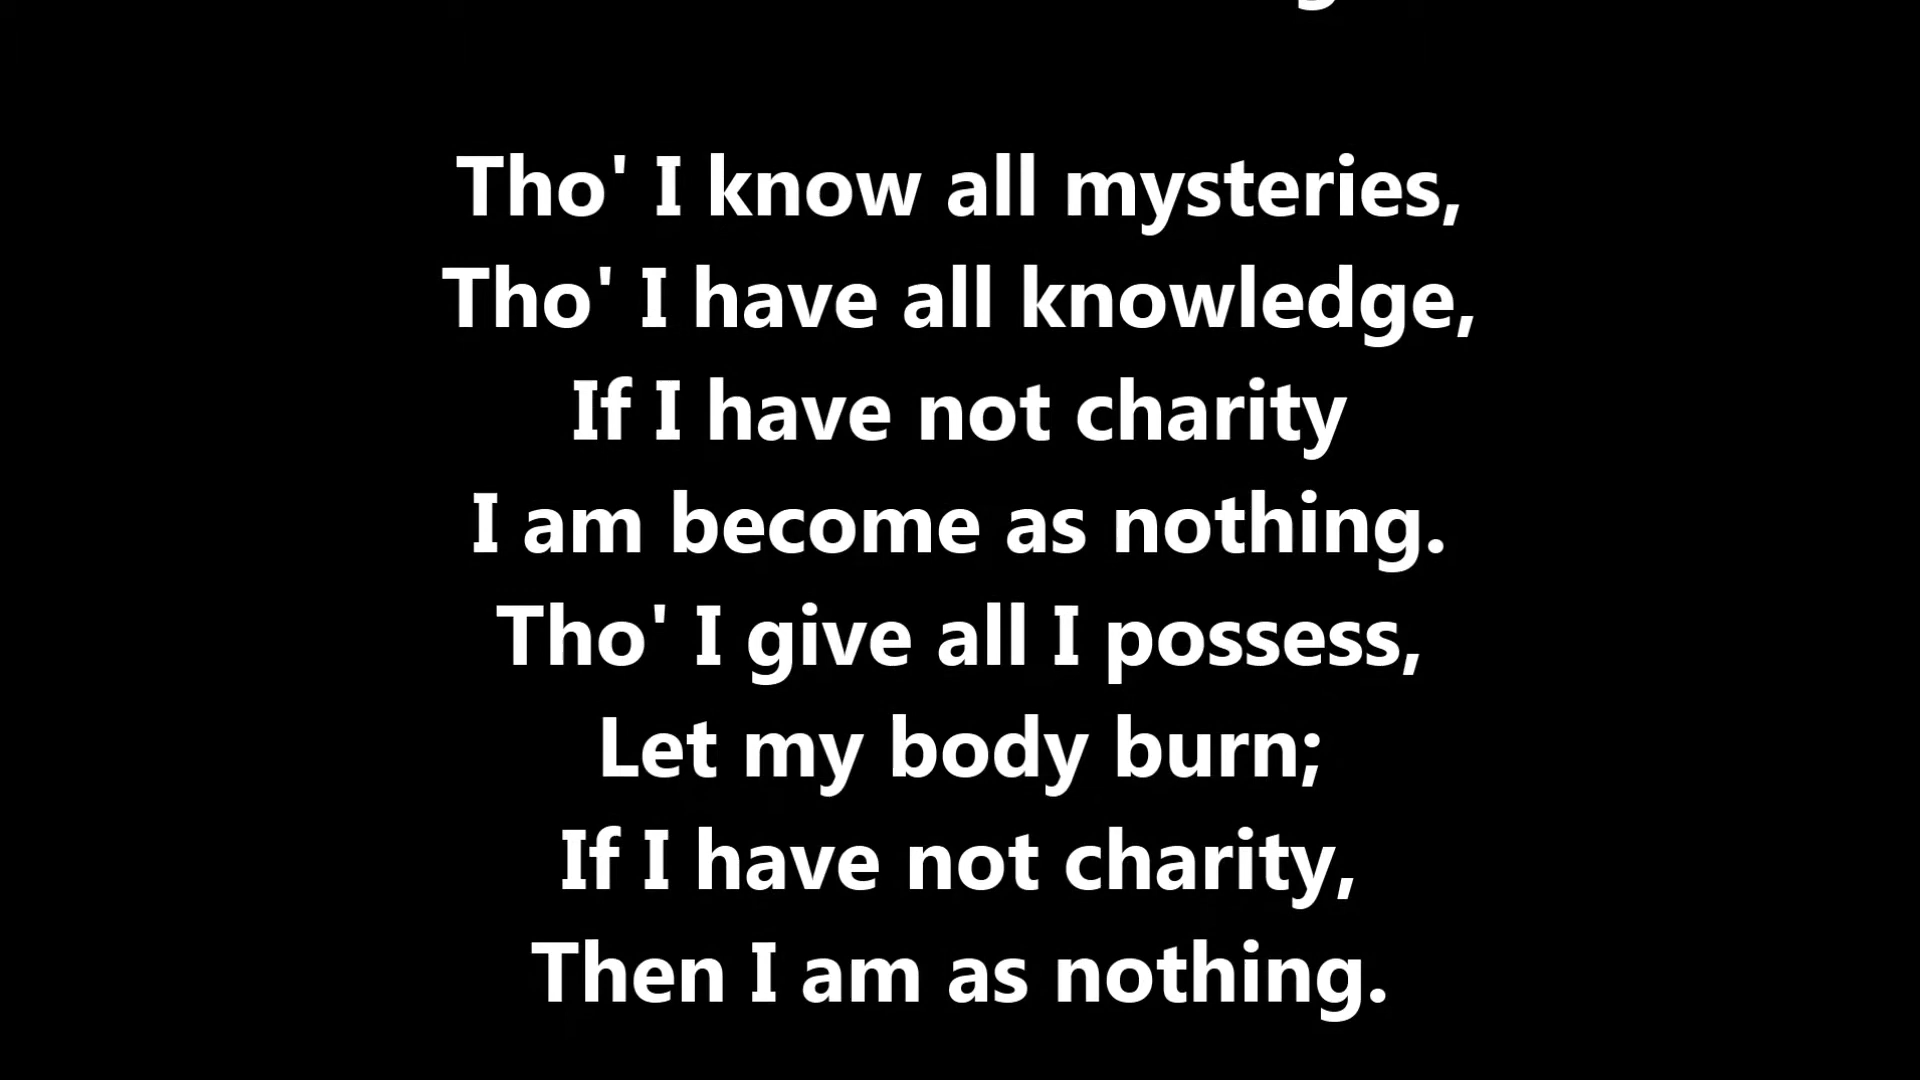 Tho' I know all mysteries,
Tho' I have all knowledge,
If I have not charity
I am become as nothing.
Tho' I give all I possess,
Let my body burn;
If I have not charity,
Then I am as nothing.